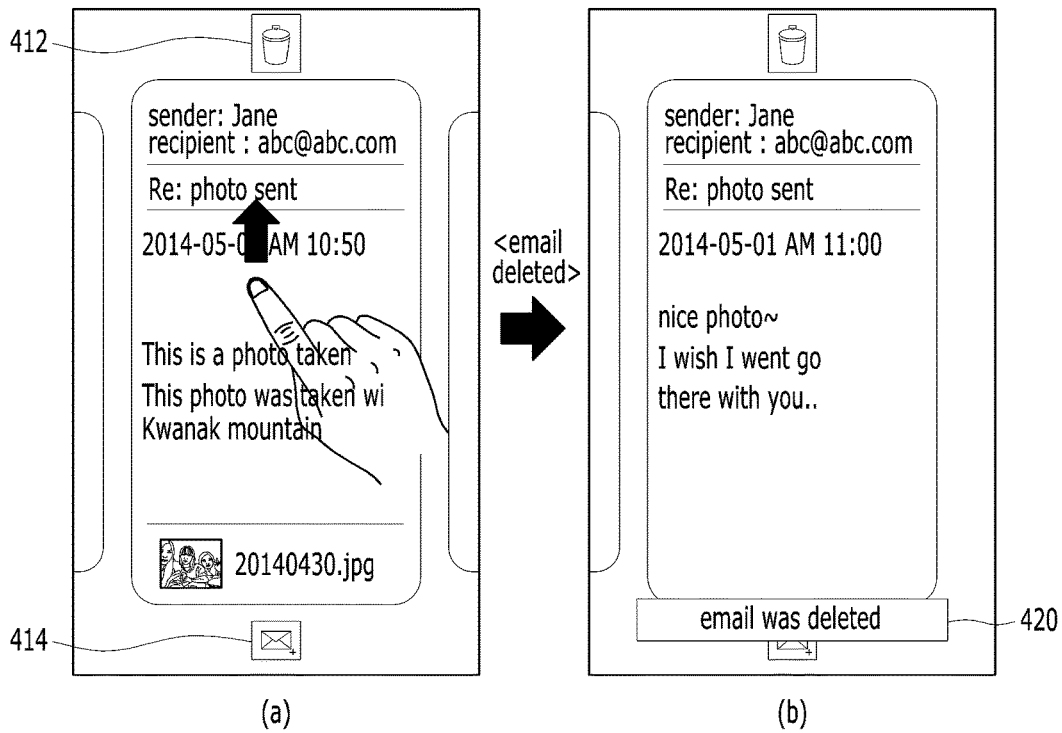 412
sender: Jane
recipient : abc@abc.com
Re: photo sent
2014-05-0 AM 10:50
This is a photo taken
This photo was taken wi
Kwanak mountain
20140430.jpg
414
(a)
<email
deleted>
sender: Jane
recipient : abc@abc.com
Re: photo sent
2014-05-01 AM 11:00
nice photo~
I wish I went go
there with you..
email was deleted
420
(b)